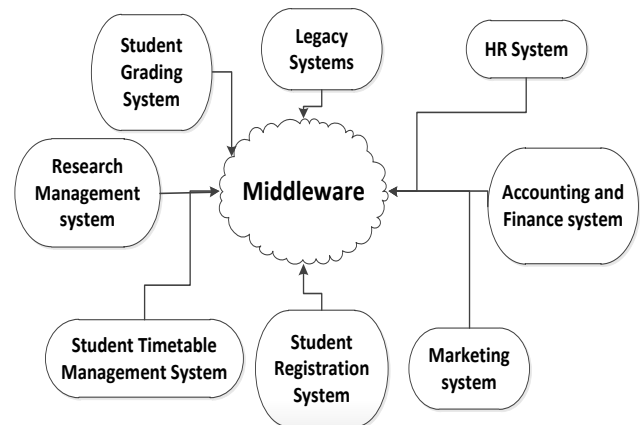 Student
Grading
System
Legacy
Systems
HR System
Research
Management
system
Middleware
Accounting and
Finance system
Student Timetable
Management System
Student
Registration
System
Marketing
system